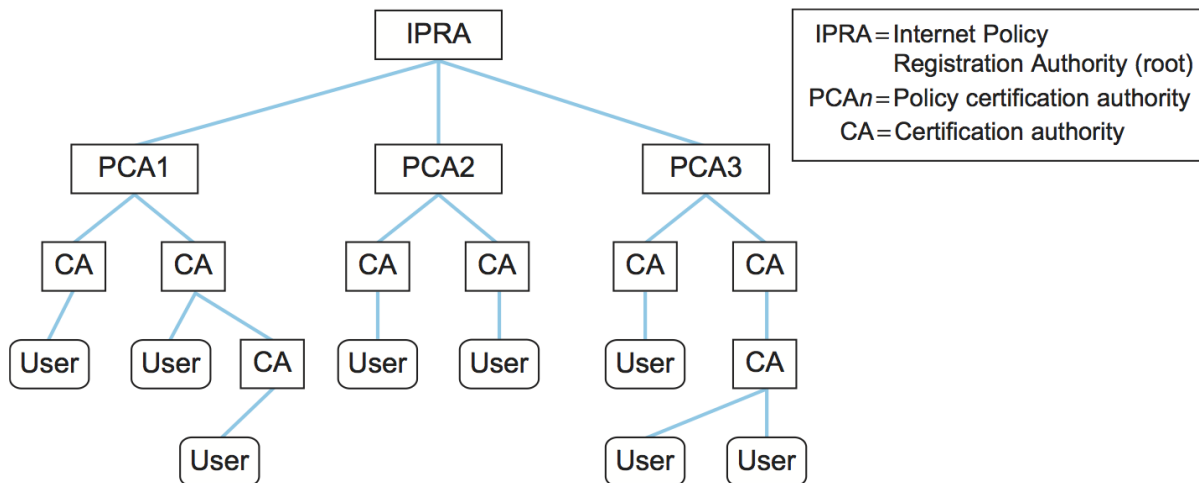 IPRA
IPRA=Internet Policy
Registration Authority (root)
PCAn=Policy certification authority
CA=Certification authority
PCA1 PCA2 PCA3
CA CA CA CA CA CA
User User CA User User User CA
User User User